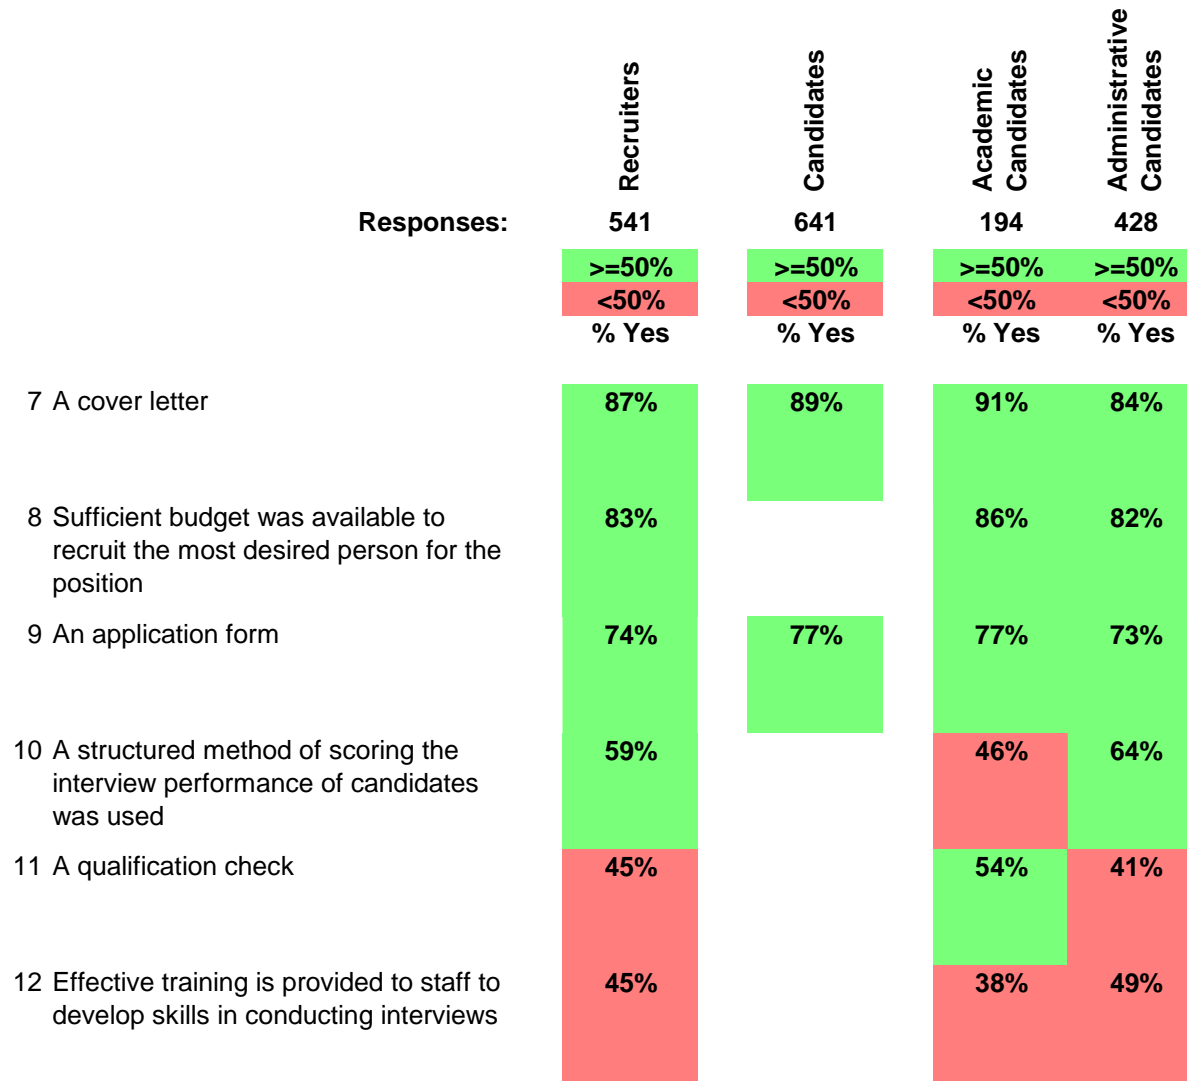 Recruiters
Candidates
Academic
Candidates
Administrative
Candidates
Responses: 541 641 194 428
>=50% >=50% >=50% >=50%
<50% <50% <50% <50%
% Yes % Yes % Yes % Yes
7 A cover letter 87% 89% 91% 84%
8 Sufficient budget was available to 83% 86% 82%
recruit the most desired person for the
position
9 An application form 74% 77% 77% 73%
10 A structured method of scoring the 59% 46% 64%
interview performance of candidates
was used
11 A qualification check 45% 54% 41%
12 Effective training is provided to staff to 45% 38% 49%
develop skills in conducting interviews